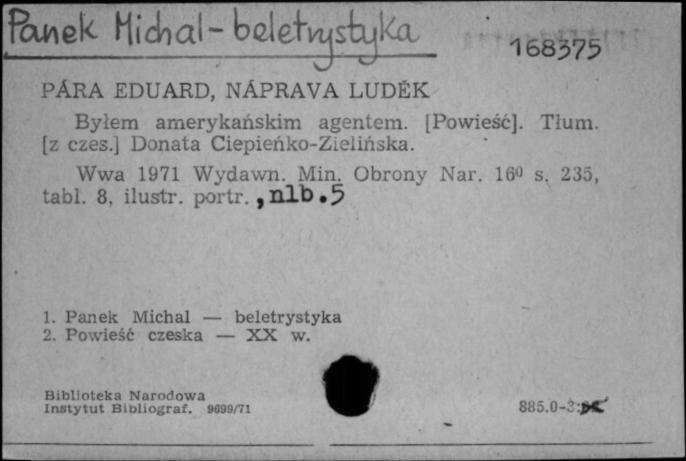 Panek Michal - beletrystyka
168375
PÁRA EDUARD, NÁPRAVA LUDĚK
Byłem amerykańskim agentem. [Powieść]. Tłum.
[z czes.] Donata Ciepieńko-Zielińska.
Wwa 1971 Wydawn. Min. Obrony Nar. 16⁰ s. 235,
tabl. 8, ilustr. portr. , nlb. 5
1. Panek Michal — beletrystyka
2. Powieść czeska — XX w.
Biblioteka Narodowa
Instytut Bibliograf. 9699/71
885.0-3